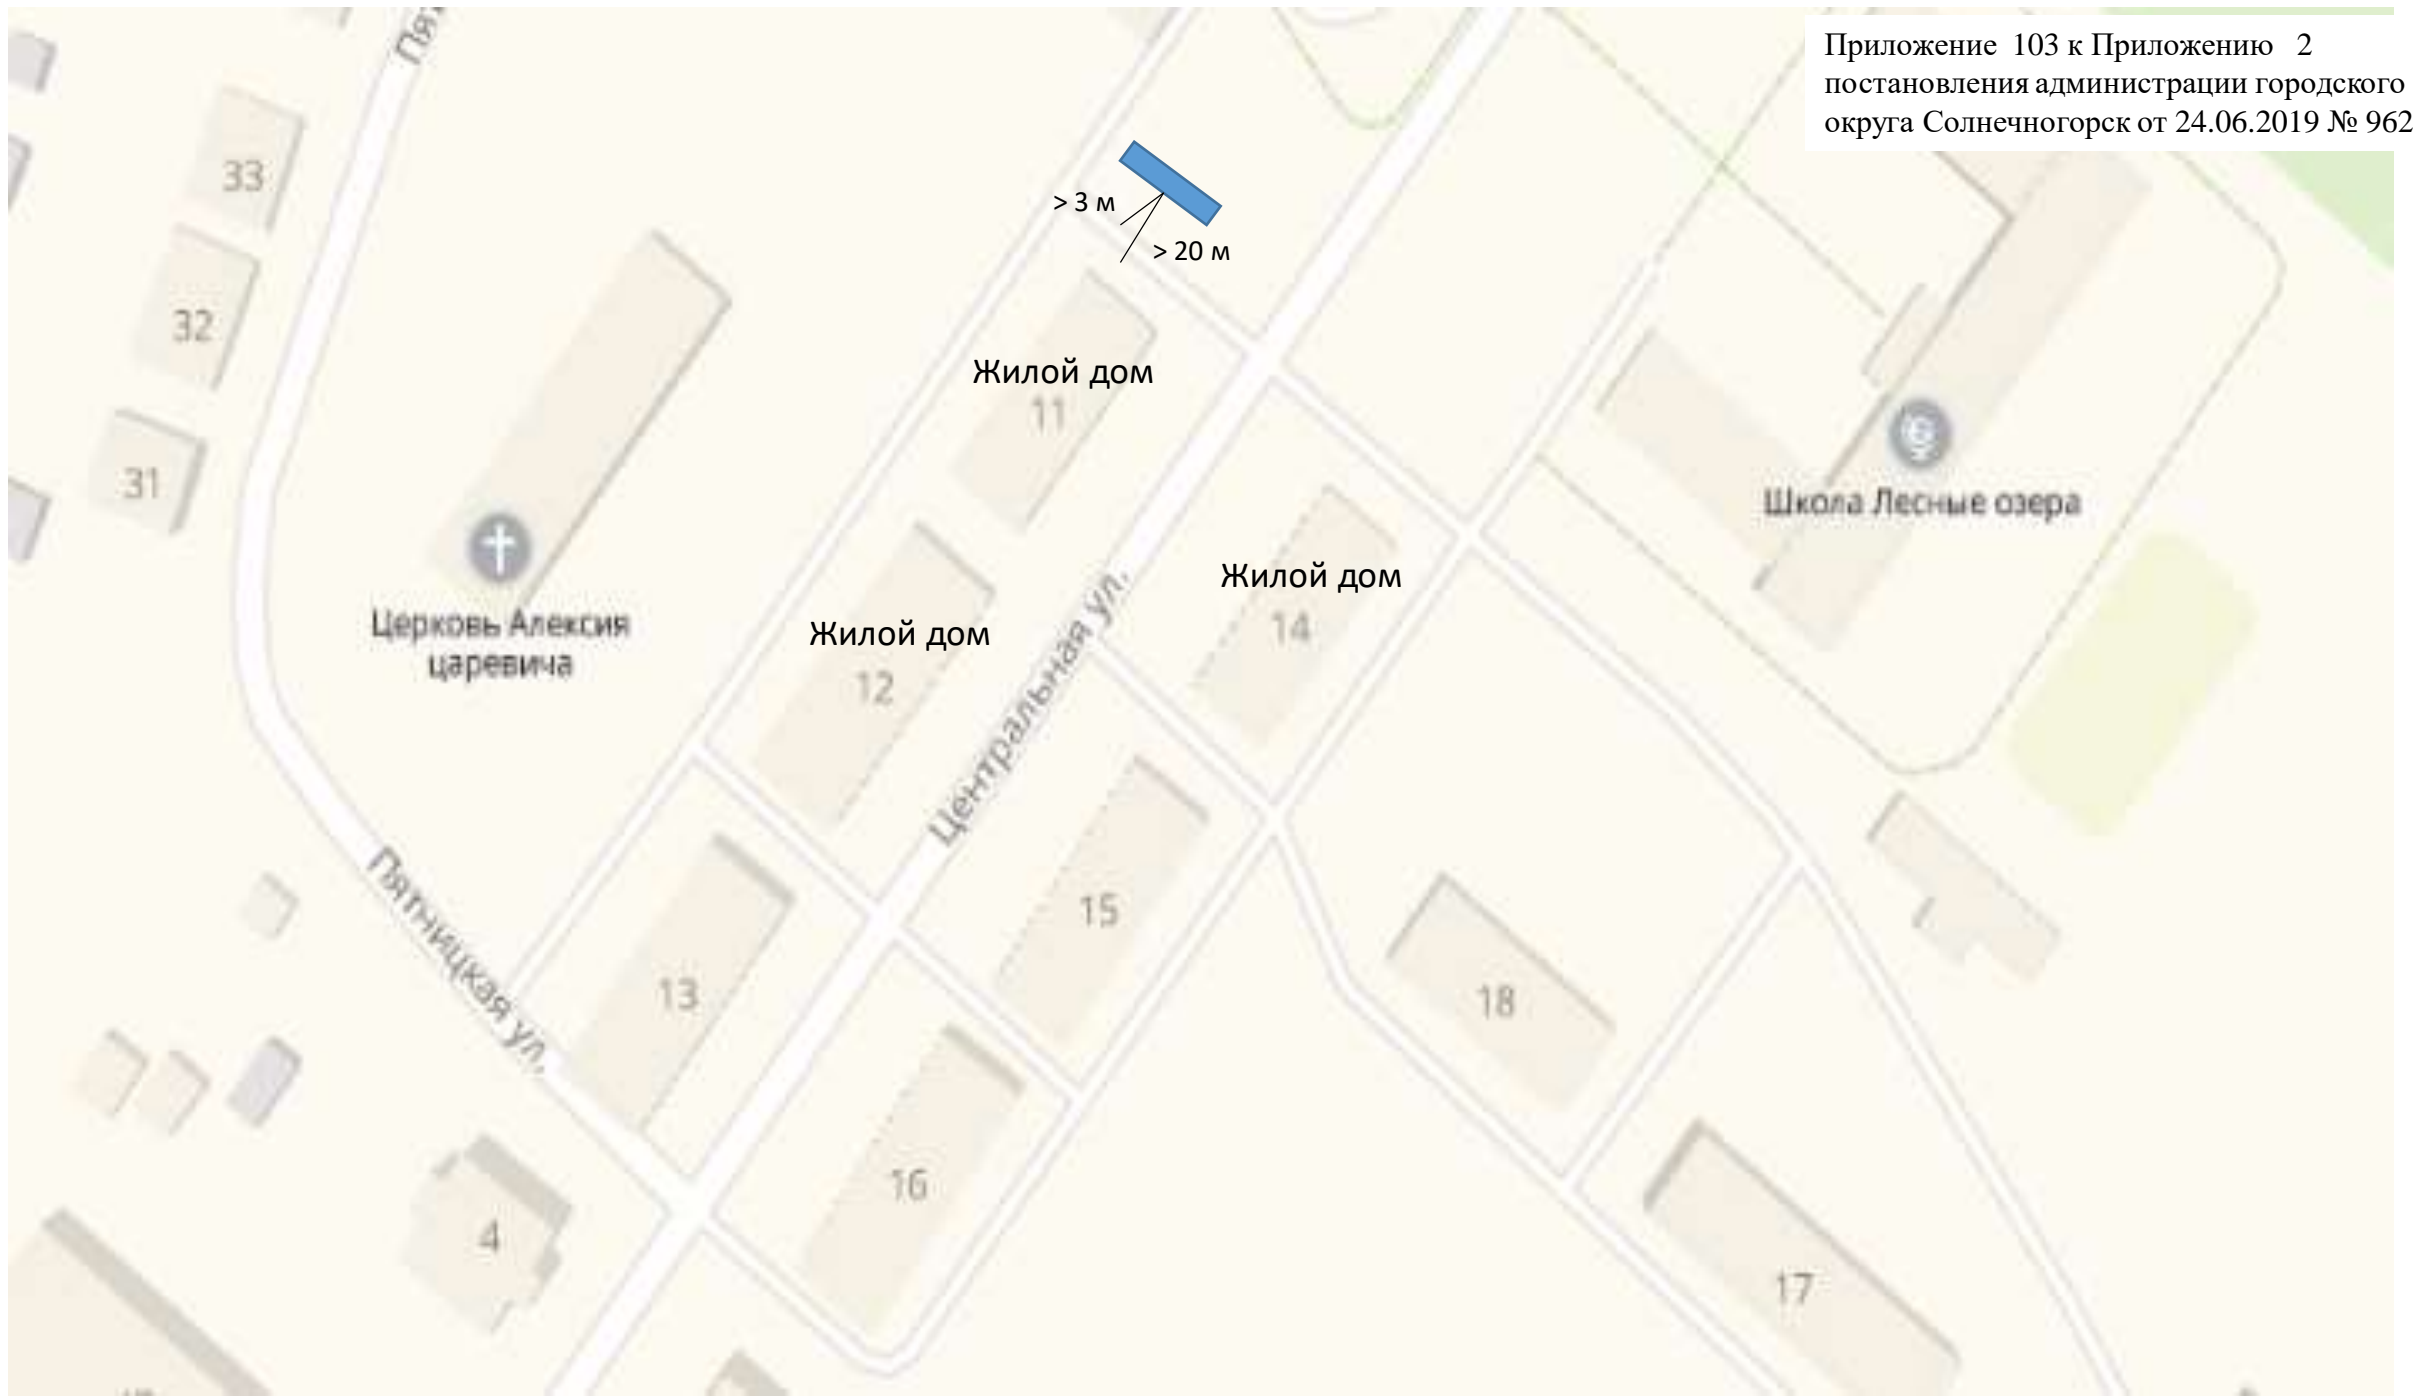 Приложение 103 к Приложению 2
постановления администрации городского
округа Солнечногорск от 24.06.2019 № 962
33
> 3 м
> 20 м
32
Жилой дом
11
31
Школа Лесные озера
Жилой дом
14
Церковь Алексия
царевича
Жилой дом
12
Центральная ул.
15
Пятницкая ул.
13
18
16
4
17